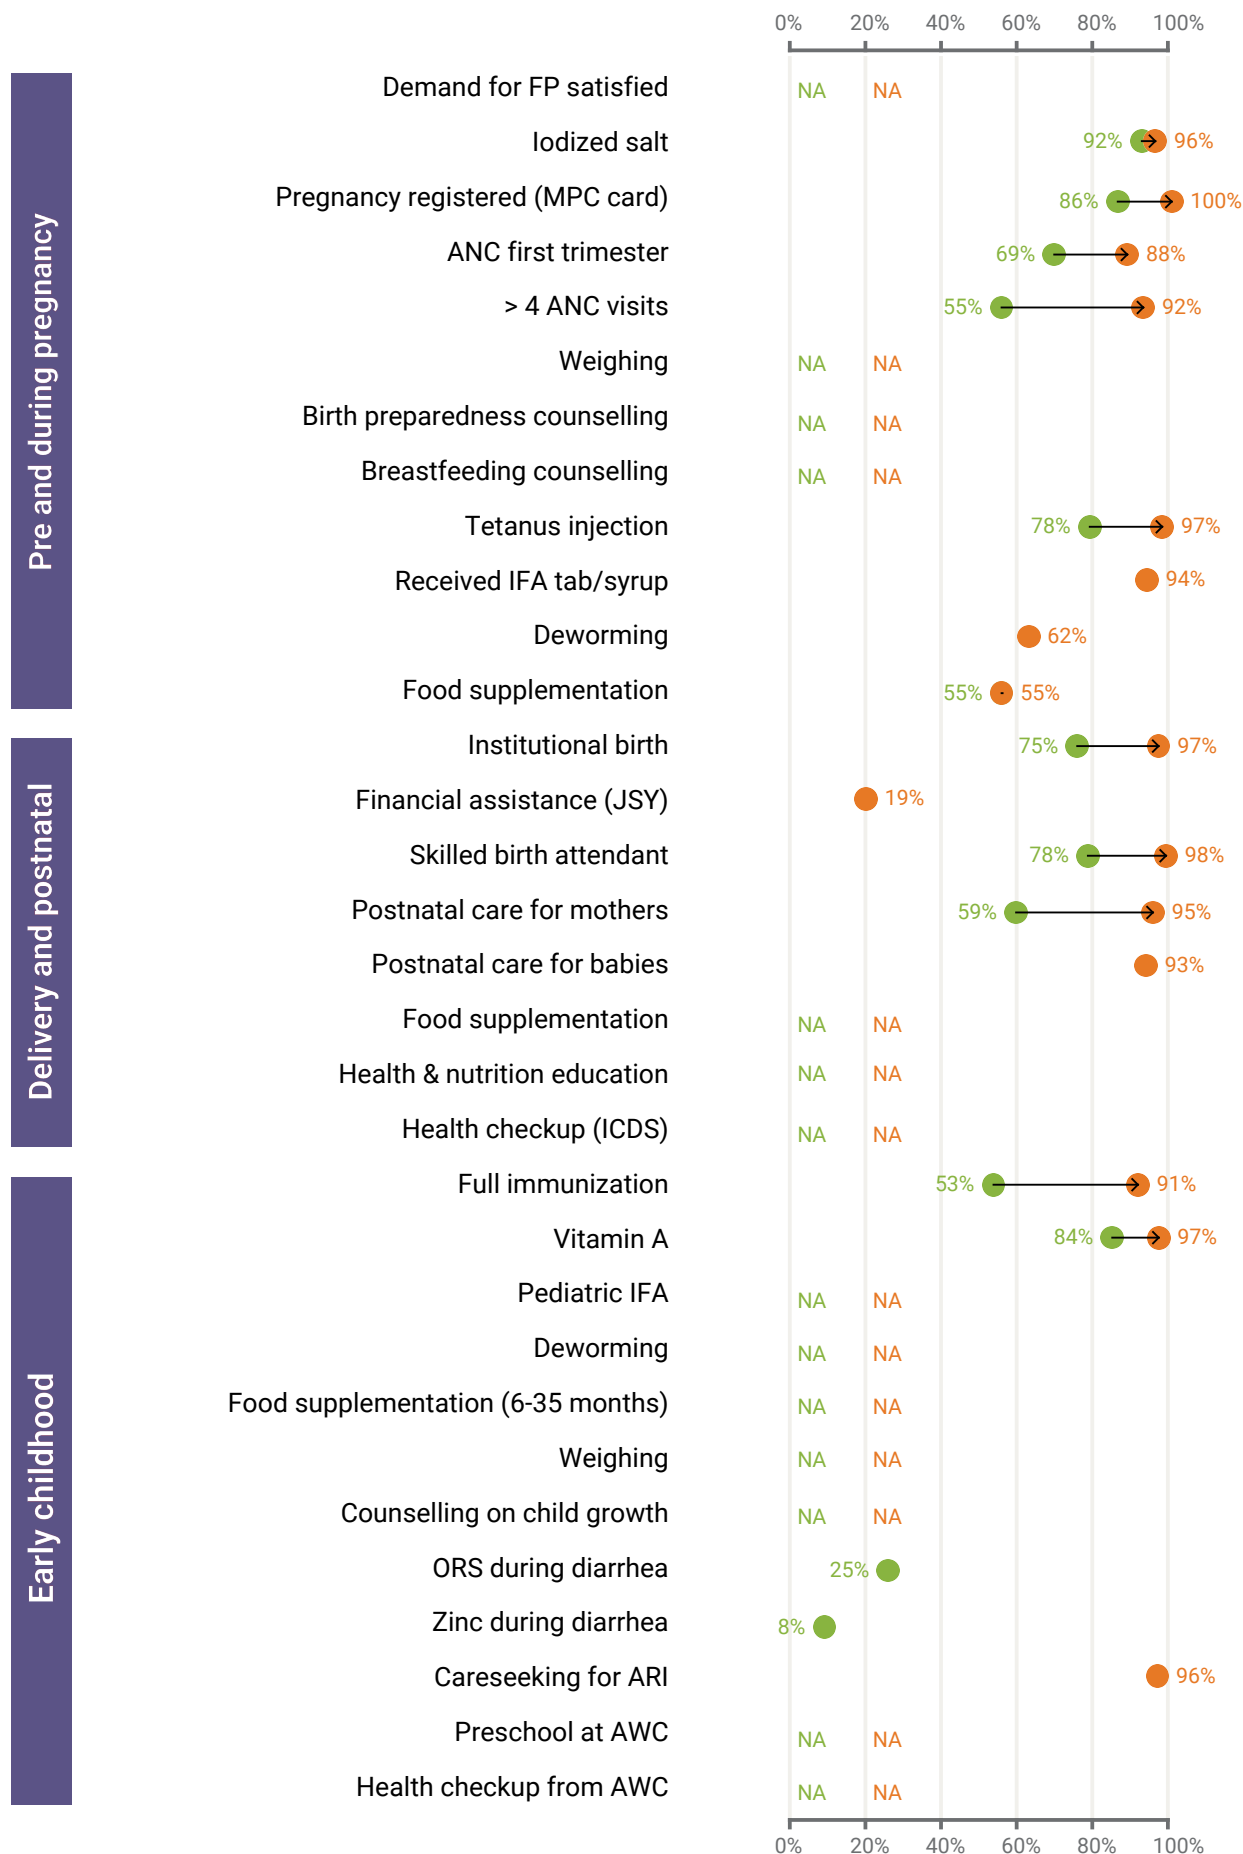 0% 20% 40% 60% 80% 100%
Pre and during pregnancy
Demand for FP satisfied NA NA
Iodized salt 92% 96%
Pregnancy registered (MPC card) 86% 100%
ANC first trimester 69% 88%
> 4 ANC visits 55% 92%
Weighing NA NA
Birth preparedness counselling NA NA
Breastfeeding counselling NA NA
Tetanus injection 78% 97%
Received IFA tab/syrup 94%
Deworming 62%
Food supplementation 55% 55%
Delivery and postnatal
Institutional birth 75% 97%
Financial assistance (JSY) 19%
Skilled birth attendant 78% 98%
Postnatal care for mothers 59% 95%
Postnatal care for babies 93%
Food supplementation NA NA
Health & nutrition education NA NA
Health checkup (ICDS) NA NA
Early childhood
Full immunization 53% 91%
Vitamin A 84% 97%
Pediatric IFA NA NA
Deworming NA NA
Food supplementation (6-35 months) NA NA
Weighing NA NA
Counselling on child growth NA NA
ORS during diarrhea 25%
Zinc during diarrhea 8%
Careseeking for ARI 96%
Preschool at AWC NA NA
Health checkup from AWC NA NA
0% 20% 40% 60% 80% 100%